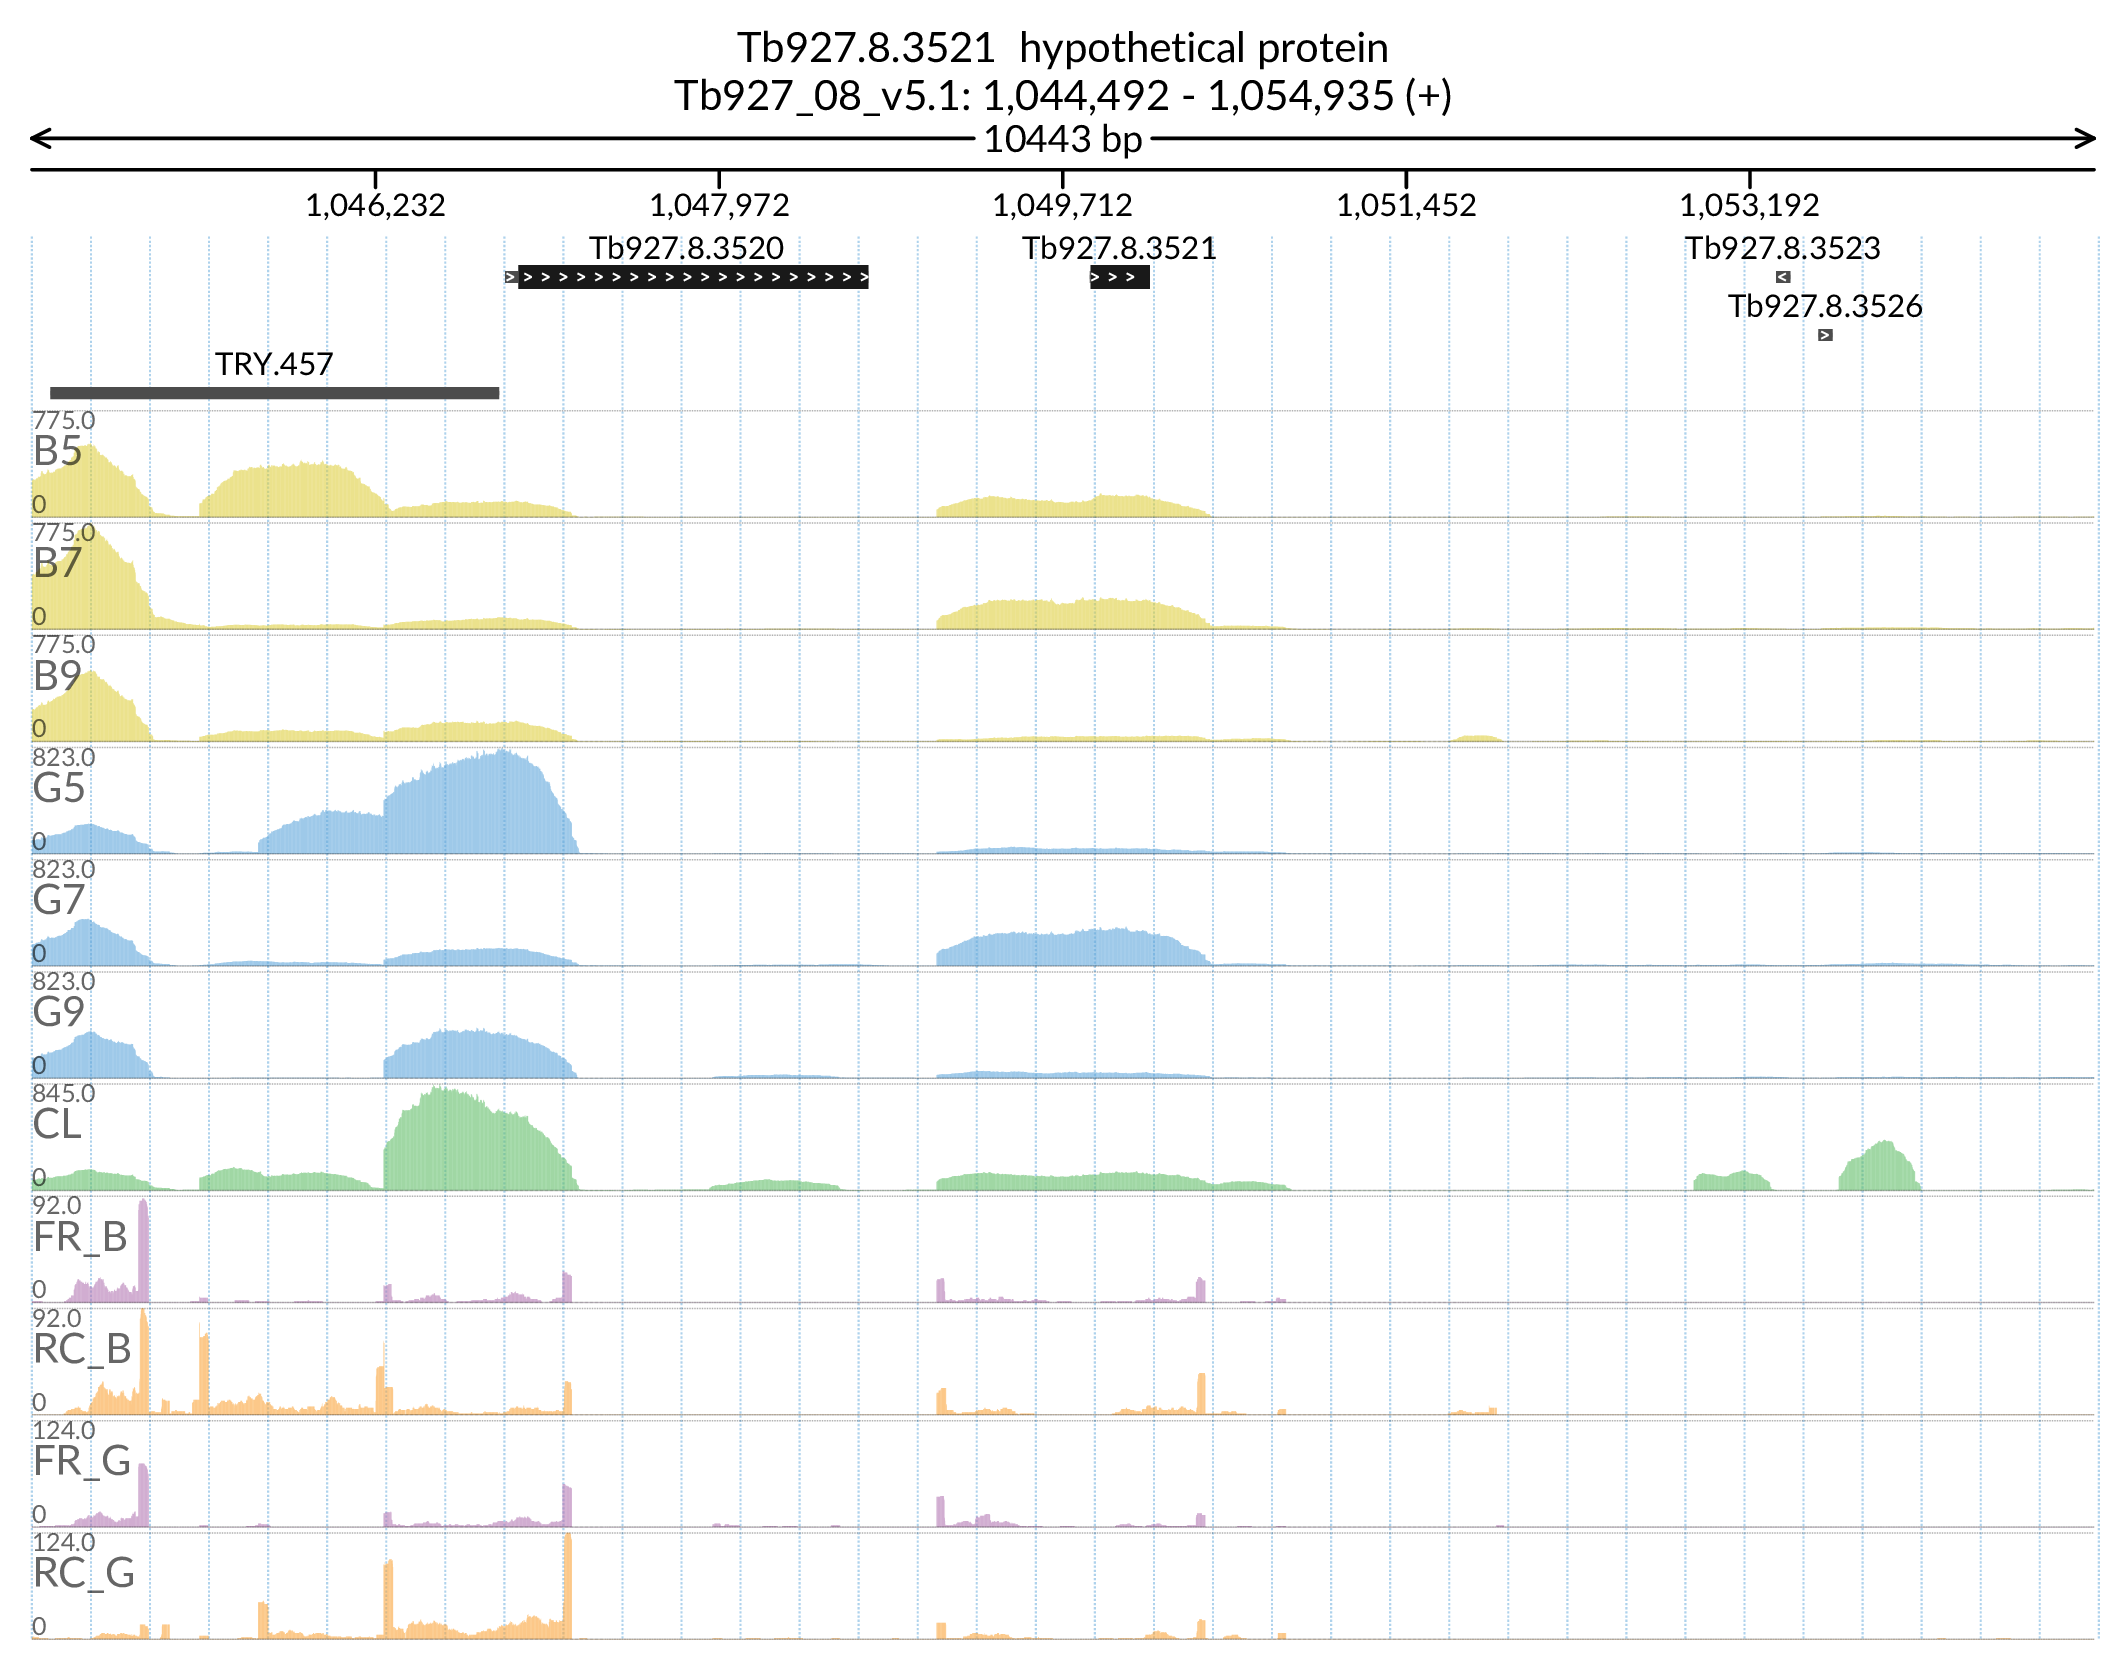 Tb927.8.3521 hypothetical protein
Tb927_08_v5.1: 1,044,492 - 1,054,935 (+)
10443 bp
1,046,232 1,047,972 1,049,712 1,051,452 1,053,192
Tb927.8.3520 Tb927.8.3521 Tb927.8.3523
Tb927.8.3526
TRY.457
775.0
B5
0
775.0
B7
0
775.0
B9
0
823.0
G5
0
823.0
G7
0
823.0
G9
0
845.0
CL
0
92.0
FR_B
0
92.0
RC_B
0
124.0
FR_G
0
124.0
RC_G
0